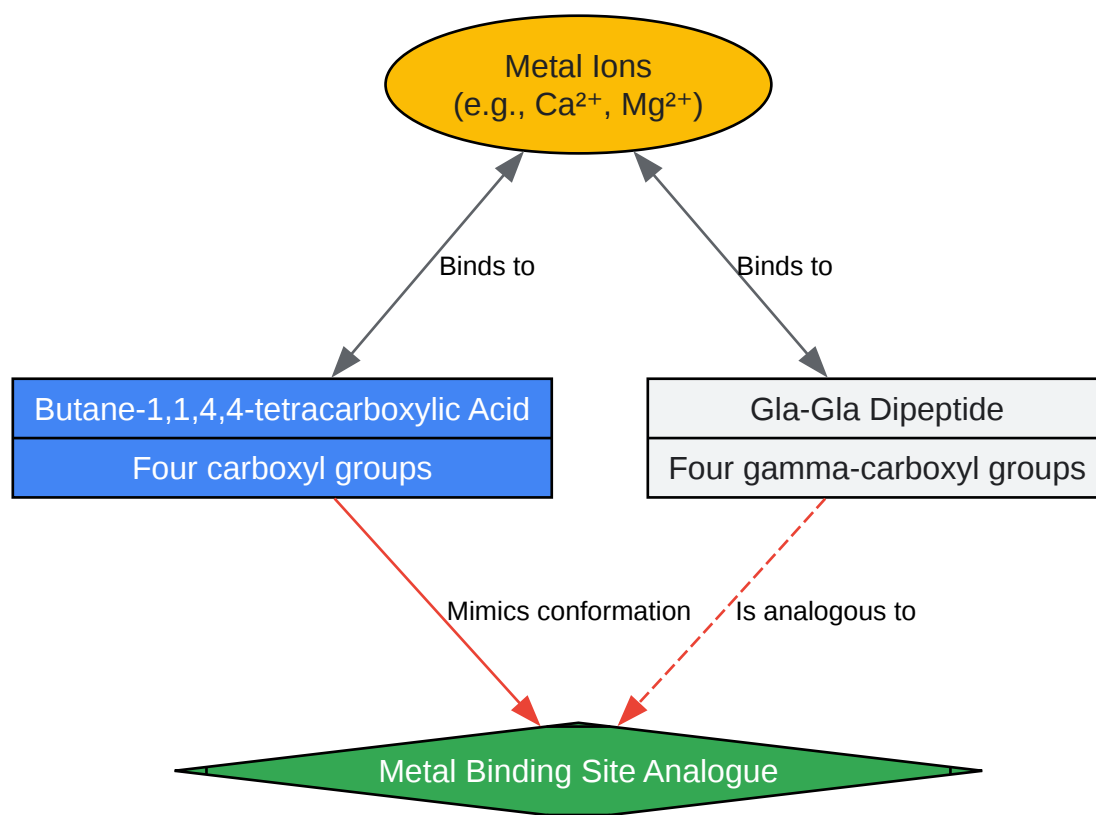 Metal Ions
(e.g., Ca²⁺, Mg²⁺)
Binds to
Binds to
Butane-1,1,4,4-tetracarboxylic Acid
Four carboxyl groups
Gla-Gla Dipeptide
Four gamma-carboxyl groups
Mimics conformation
Is analogous to
Metal Binding Site Analogue